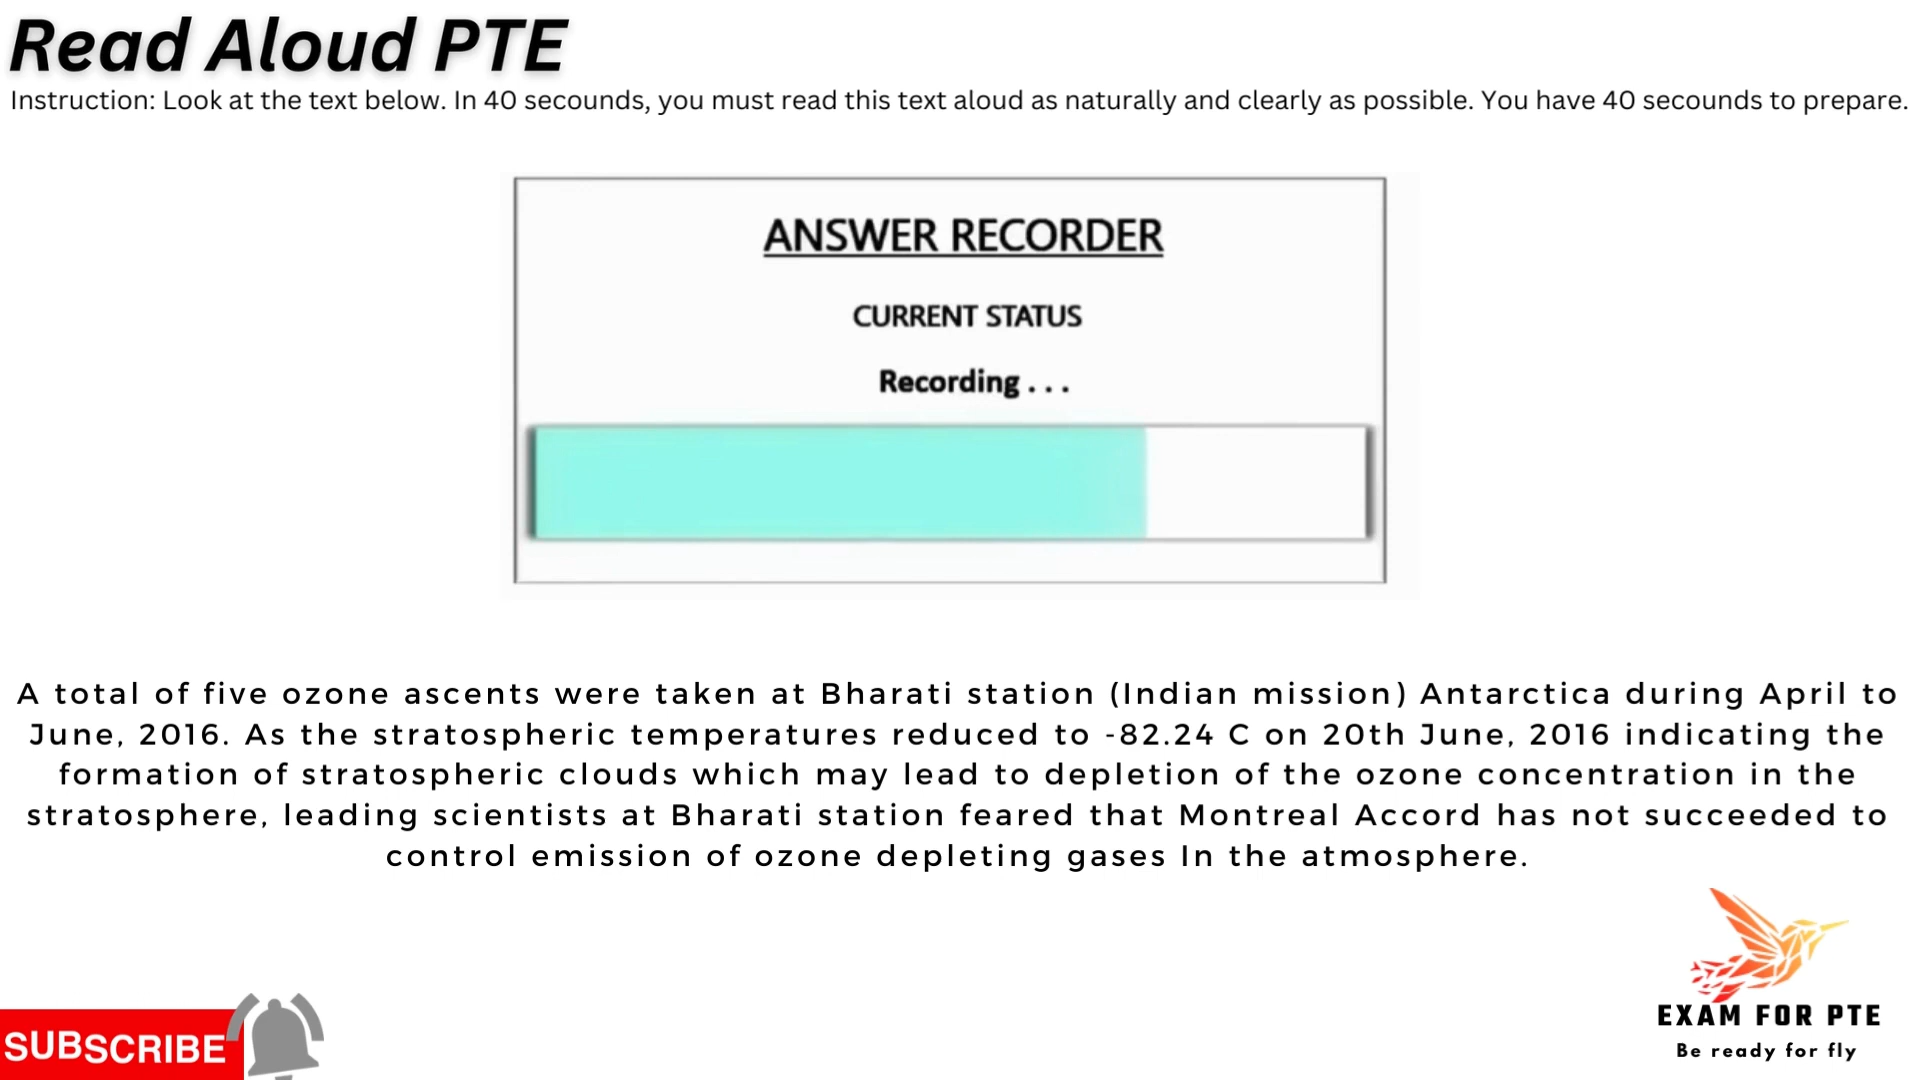 Read Aloud PTE
Instruction: Look at the text below. In 40 secounds, you must read this text aloud as naturally and clearly as possible. You have 40 secounds to prepare.
ANSWER RECORDER
CURRENT STATUS
Recording . . .
A total of five ozone ascents were taken at Bharati station (Indian mission) Antarctica during April to
June, 2016. As the stratospheric temperatures reduced to -82.24 C on 20th June, 2016 indicating the
formation of stratospheric clouds which may lead to depletion of the ozone concentration in the
stratosphere, leading scientists at Bharati station feared that Montreal Accord has not succeeded to
control emission of ozone depleting gases In the atmosphere.
SUBSCRIBE
EXAM FOR PTE
Be ready for fly